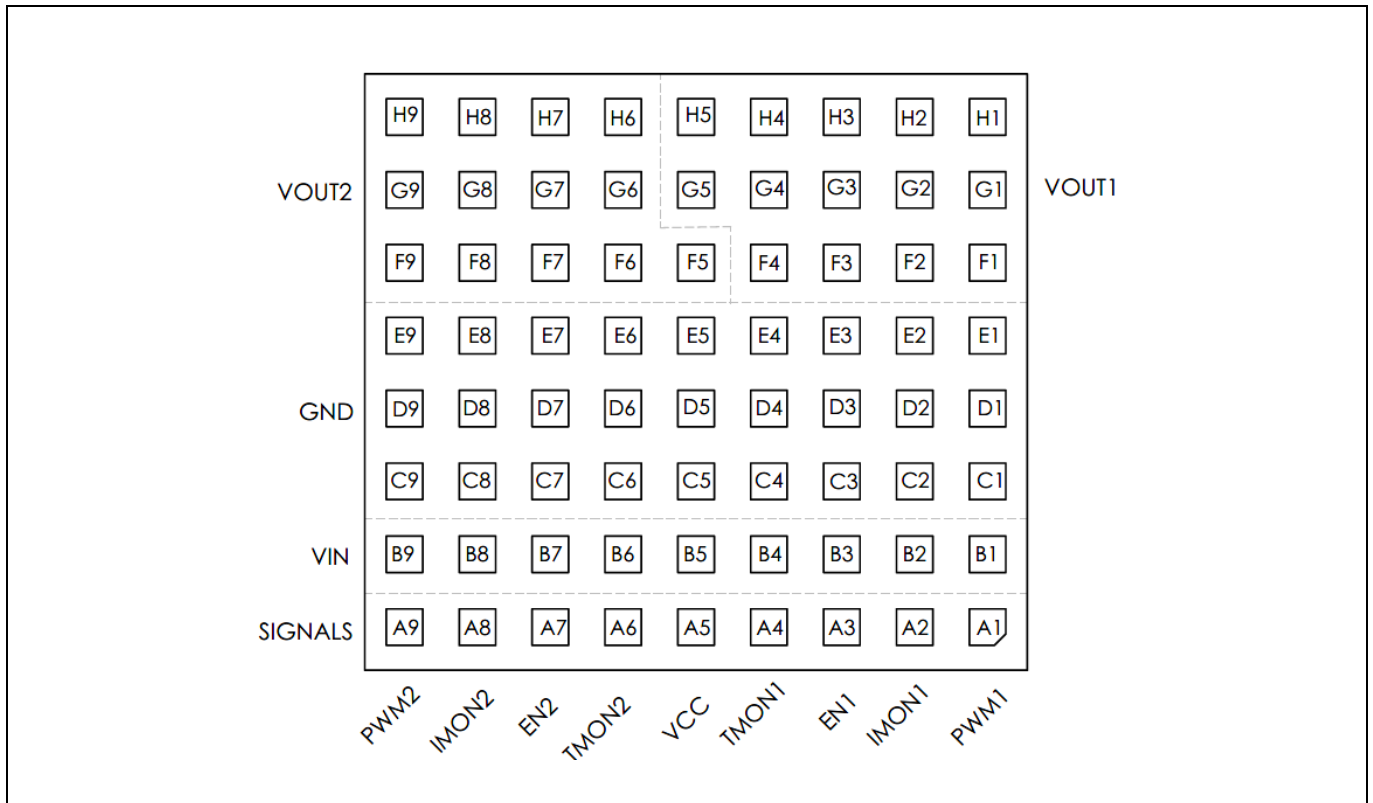 H9 H8 H7 H6 H5 H4 H3 H2 H1
VOUT2 G9 G8 G7 G6 G5 G4 G3 G2 G1 VOUT1
F9 F8 F7 F6 F5 F4 F3 F2 F1
E9 E8 E7 E6 E5 E4 E3 E2 E1
GND D9 D8 D7 D6 D5 D4 D3 D2 D1
C9 C8 C7 C6 C5 C4 C3 C2 C1
VIN B9 B8 B7 B6 B5 B4 B3 B2 B1
SIGNALS A9 A8 A7 A6 A5 A4 A3 A2 A1
PWM2 IMON2 EN2 TMON2 VCC TMON1 EN1 IMON1 PWM1